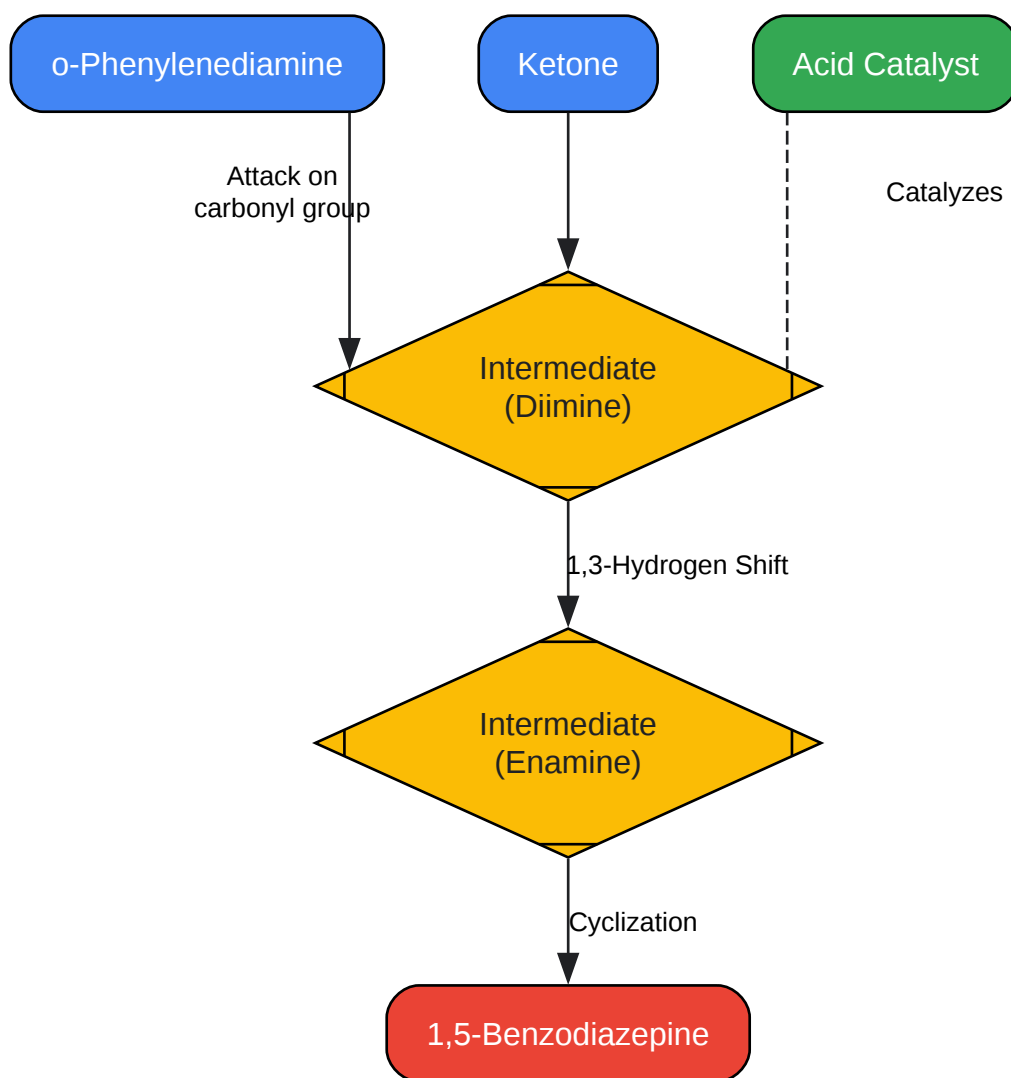 o-Phenylenediamine
Ketone
Acid Catalyst
Attack on
carbonyl group
Catalyzes
Intermediate
(Diimine)
1,3-Hydrogen Shift
Intermediate
(Enamine)
Cyclization
1,5-Benzodiazepine